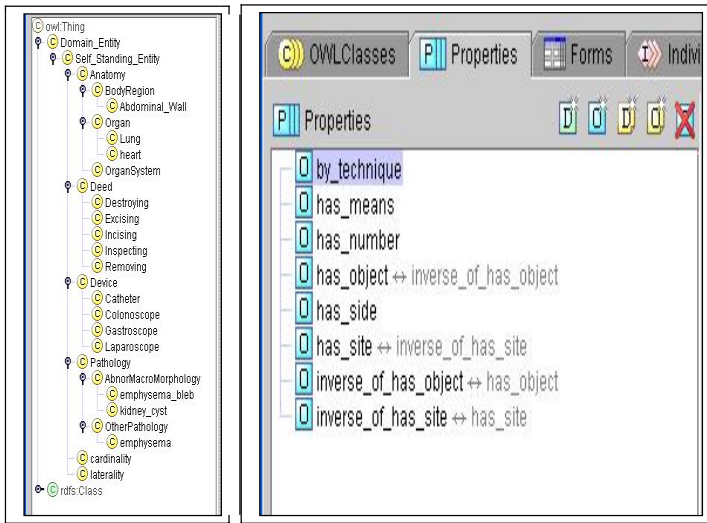 owl:Thing
Domain_Entity
Self_Standing_Entity
Anatomy
BodyRegion
Abdominal_Wall
Organ
Lung
heart
OrganSystem
Deed
Destroying
Excising
Incising
Inspecting
Removing
Device
Catheter
Colonoscope
Gastroscope
Laparoscope
Pathology
AbnorMacroMorphology
emphysema_bleb
kidney_cyst
OtherPathology
emphysema
cardinality
laterality
rdfs:Class
OWLClasses Properties Forms Indivi
Properties
by_technique
has_means
has_number
has_object ↔ inverse_of_has_object
has_side
has_site ↔ inverse_of_has_site
inverse_of_has_object ↔ has_object
inverse_of_has_site ↔ has_site